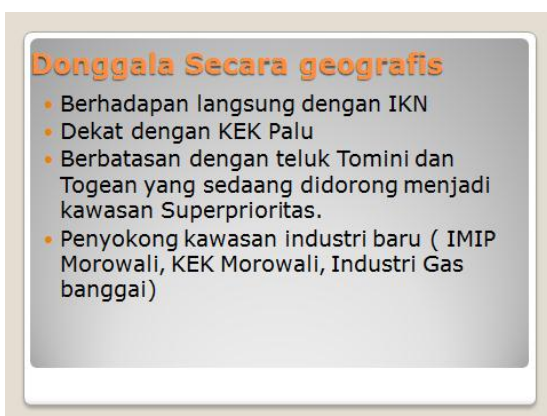 Donggala Secara geografis
• Berhadapan langsung dengan IKN
• Dekat dengan KEK Palu
• Berbatasan dengan teluk Tomini dan
Togean yang sedaang didorong menjadi
kawasan Superprioritas.
• Penyokong kawasan industri baru ( IMIP
Morowali, KEK Morowali, Industri Gas
banggai)